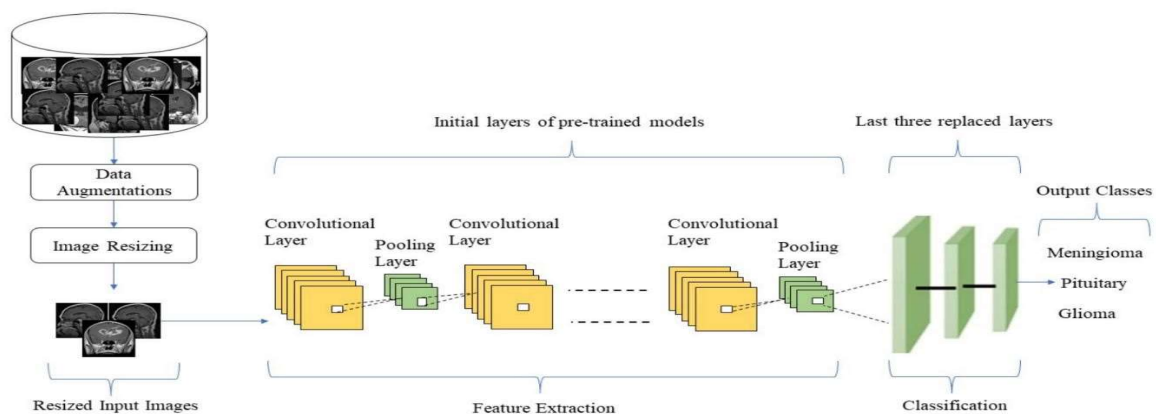 Data
Augmentations
Image Resizing
Resized Input Images
Initial layers of pre-trained models
Convolutional
Layer
Pooling
Layer
Convolutional
Layer
Convolutional
Layer
Pooling
Layer
Feature Extraction
Last three replaced layers
Classification
Output Classes
Meningioma
Pituitary
Glioma